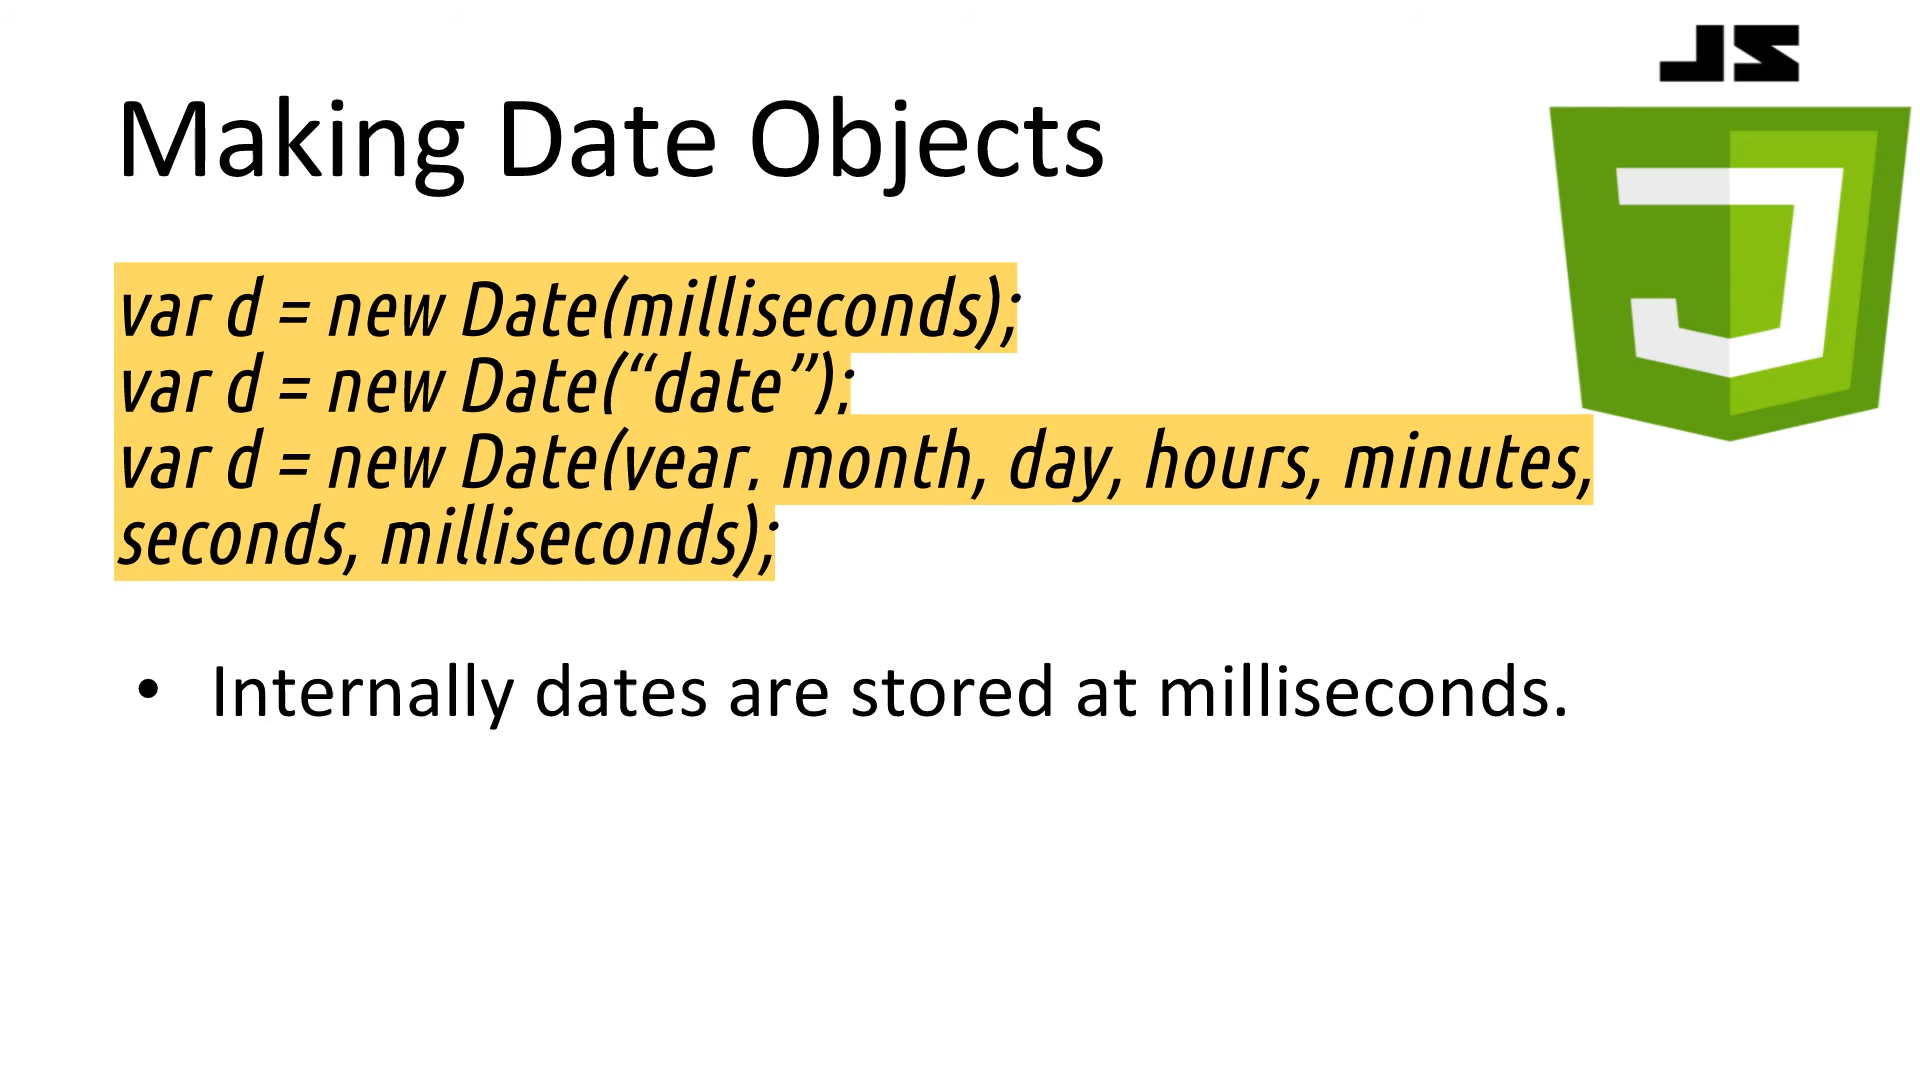 JS
Making Date Objects
var d = new Date(milliseconds);
var d = new Date(“date”);
var d = new Date(year, month, day, hours, minutes,
seconds, milliseconds);
• Internally dates are stored at milliseconds.